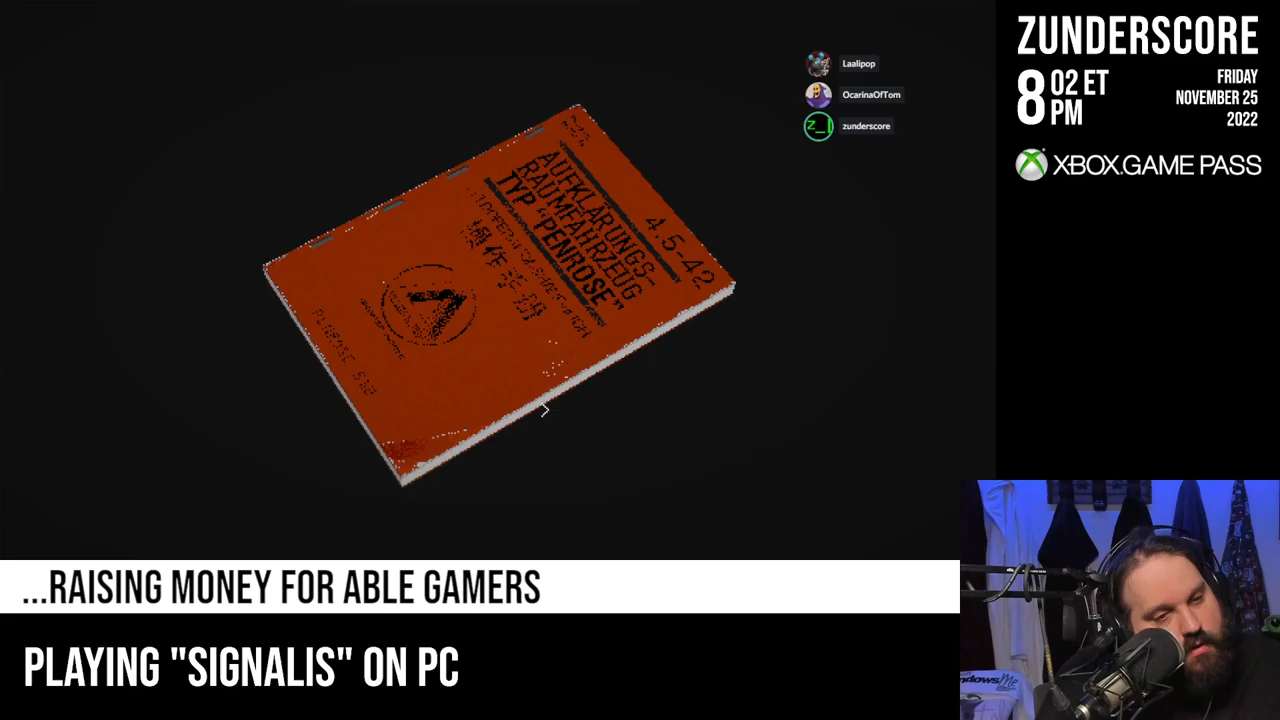 ZUNDERSCORE
8 02 ET
PM
FRIDAY
NOVEMBER 25
2022
XBOX GAME PASS
Laalipop
OcarinaOfTom
zunderscore
4.5-42
AUFKLÄRUNGS-
RAUMFAHRZEUG
TYP "PENROSE"
...RAISING MONEY FOR ABLE GAMERS
PLAYING "SIGNALIS" ON PC